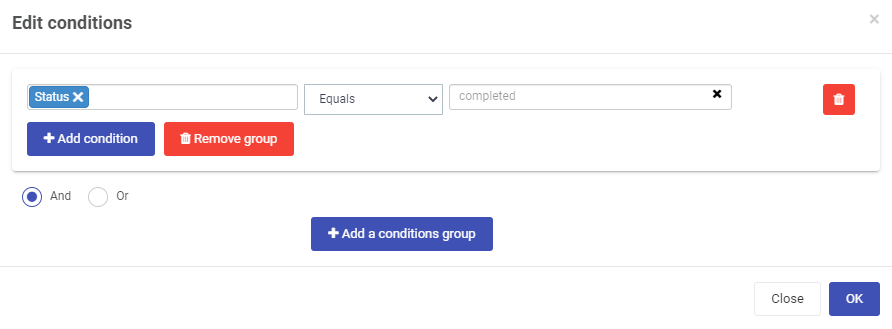 Edit conditions
Status Equals completed
Add condition Remove group
And Or
Add a conditions group
Close OK